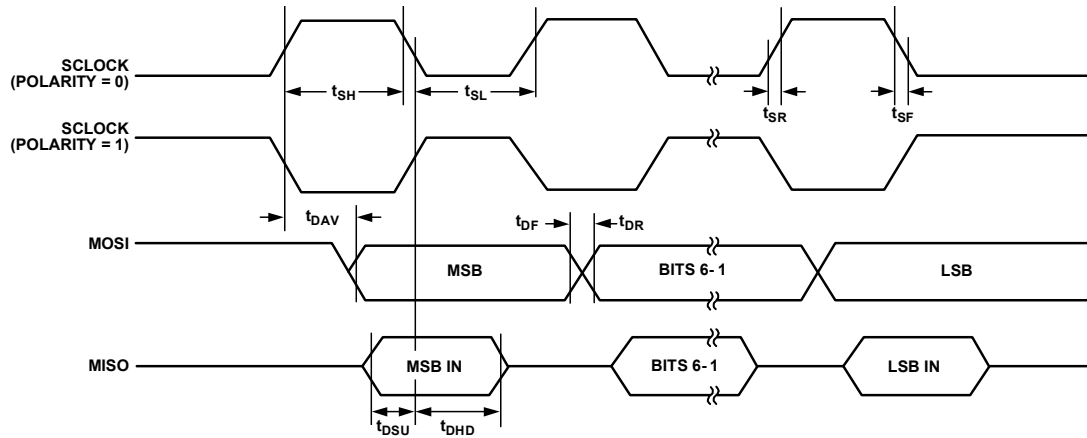 SCLOCK
(POLARITY = 0)
tSH
tSL
tSR
tSF
SCLOCK
(POLARITY = 1)
tDAV
tDF
tDR
MOSI
MSB
BITS 6-1
LSB
MISO
MSB IN
BITS 6-1
LSB IN
tDSU
tDHD